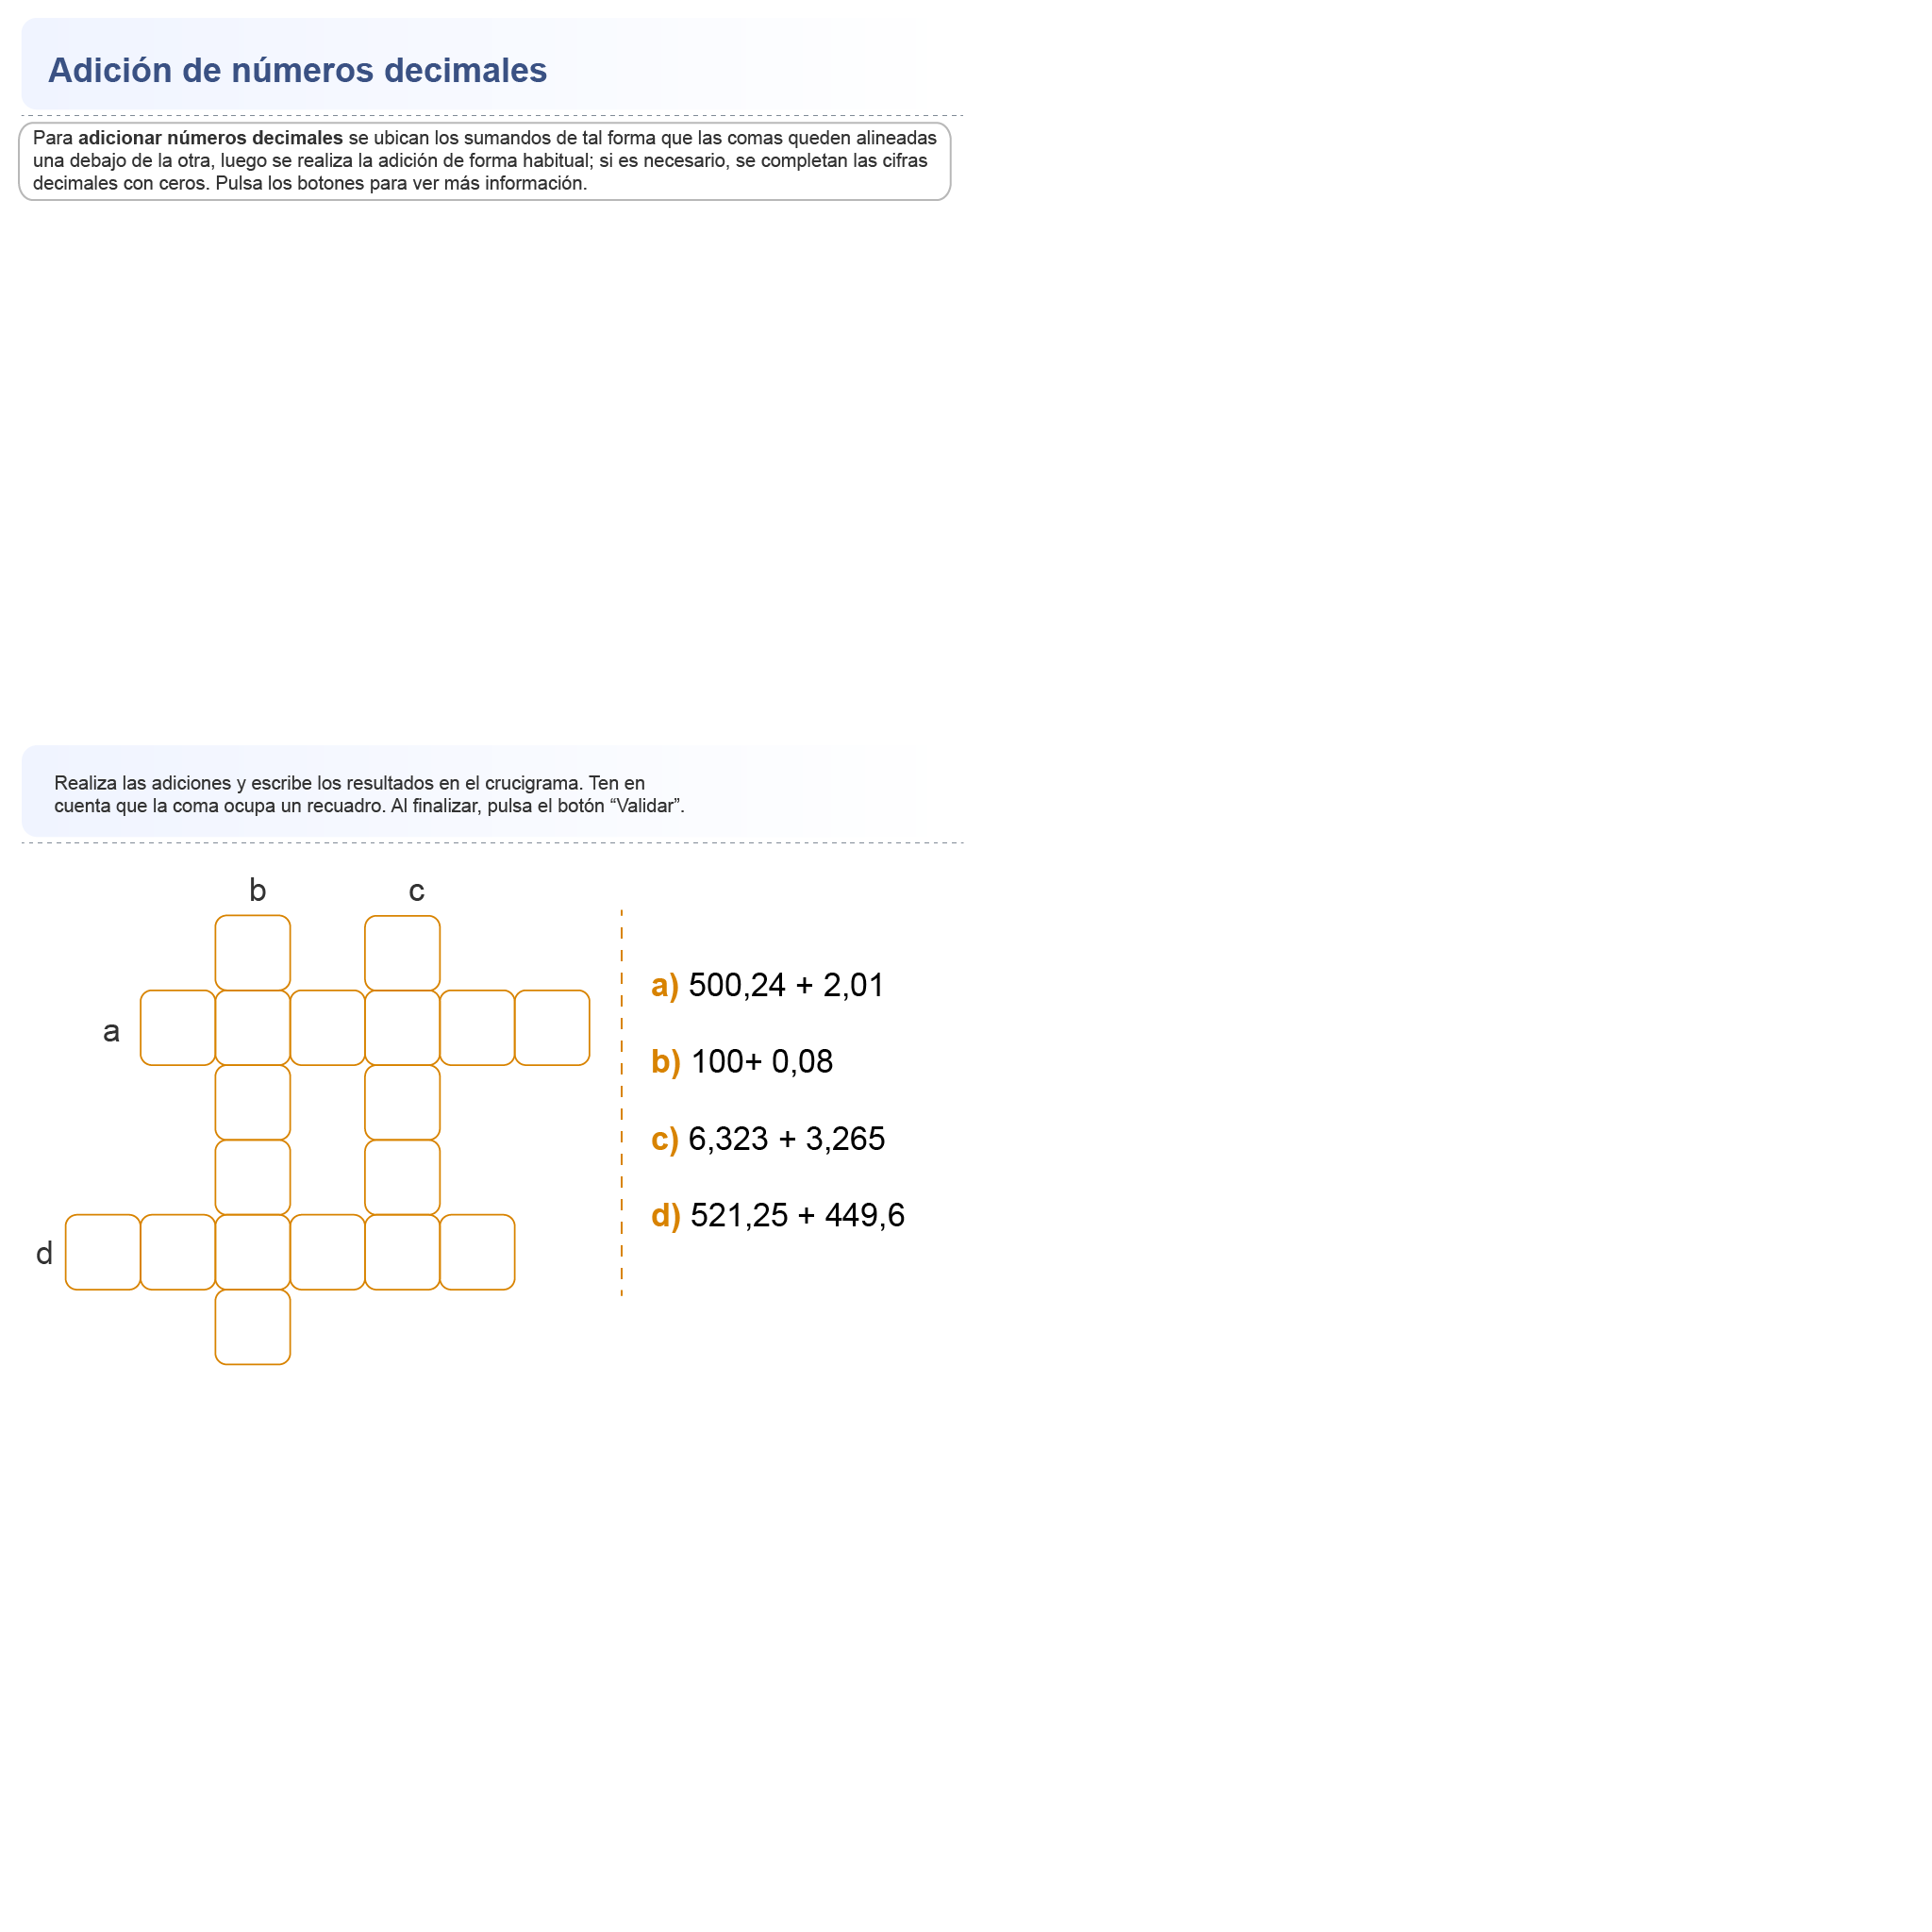 Adición de números decimales
Para adicionar números decimales se ubican los sumandos de tal forma que las comas queden alineadas
una debajo de la otra, luego se realiza la adición de forma habitual; si es necesario, se completan las cifras
decimales con ceros. Pulsa los botones para ver más información.
Realiza las adiciones y escribe los resultados en el crucigrama. Ten en
cuenta que la coma ocupa un recuadro. Al finalizar, pulsa el botón “Validar”.
b c
a
d
a) 500,24 + 2,01
b) 100+ 0,08
c) 6,323 + 3,265
d) 521,25 + 449,6